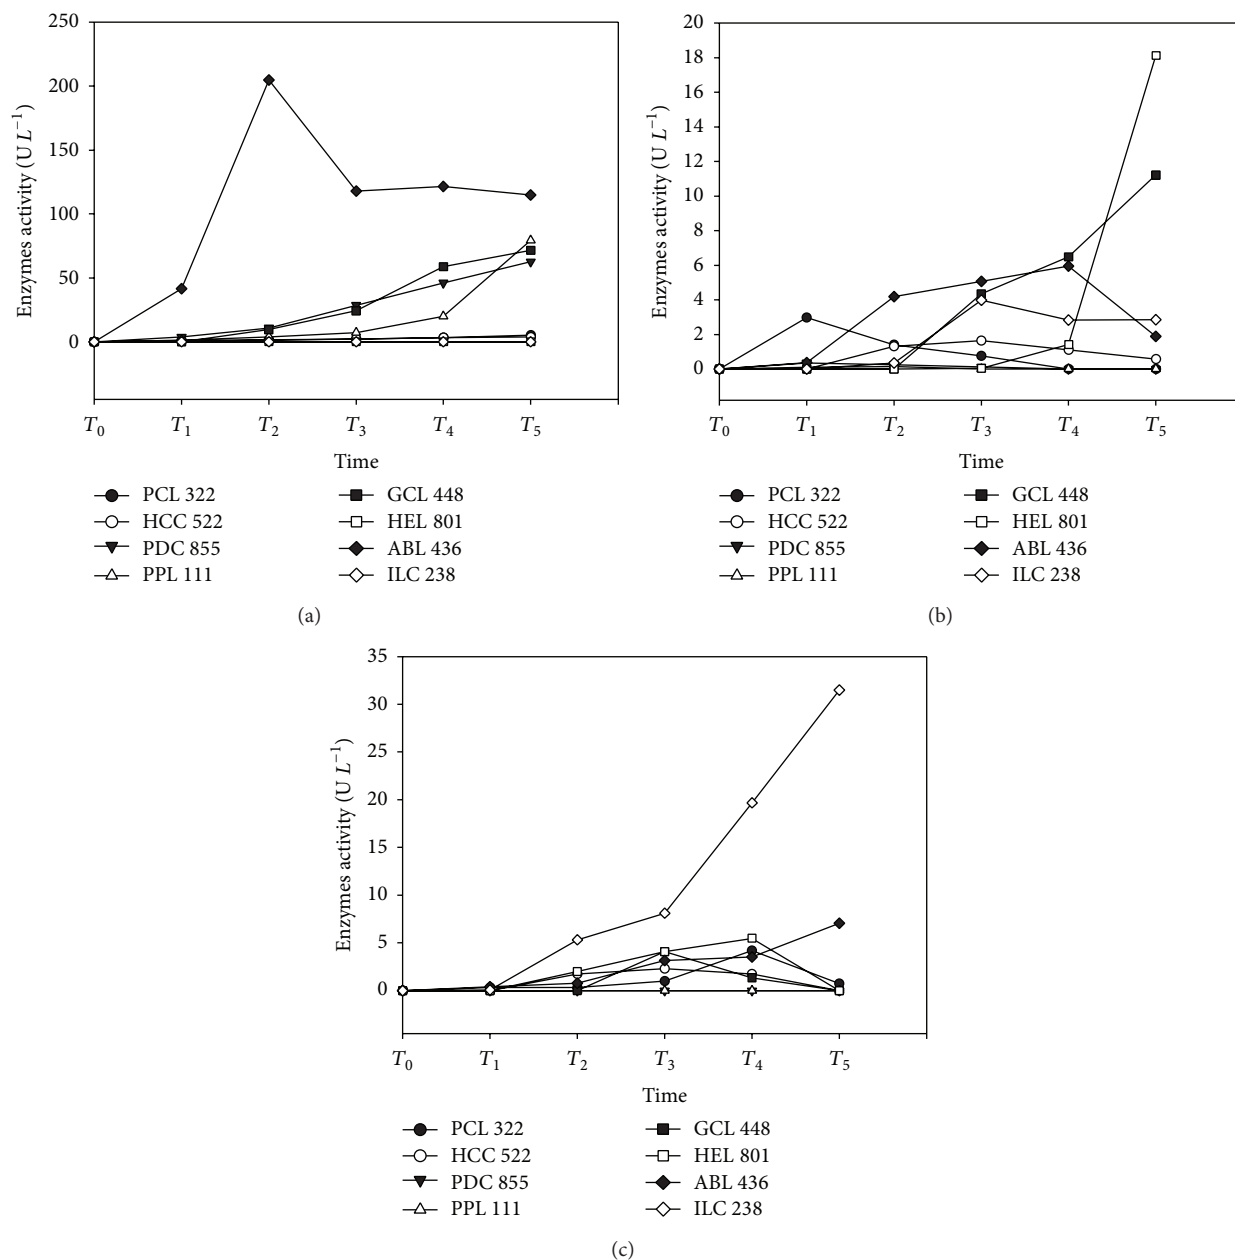 250
200
150
100
50
0
Enzymes activity (U L⁻¹)
T₀ T₁ T₂ T₃ T₄ T₅
Time
PCL 322 GCL 448
HCC 522 HEL 801
PDC 855 ABL 436
PPL 111 ILC 238
(a)
20
18
16
14
12
10
8
6
4
2
0
Enzymes activity (U L⁻¹)
T₀ T₁ T₂ T₃ T₄ T₅
Time
PCL 322 GCL 448
HCC 522 HEL 801
PDC 855 ABL 436
PPL 111 ILC 238
(b)
35
30
25
20
15
10
5
0
Enzymes activity (U L⁻¹)
T₀ T₁ T₂ T₃ T₄ T₅
Time
PCL 322 GCL 448
HCC 522 HEL 801
PDC 855 ABL 436
PPL 111 ILC 238
(c)